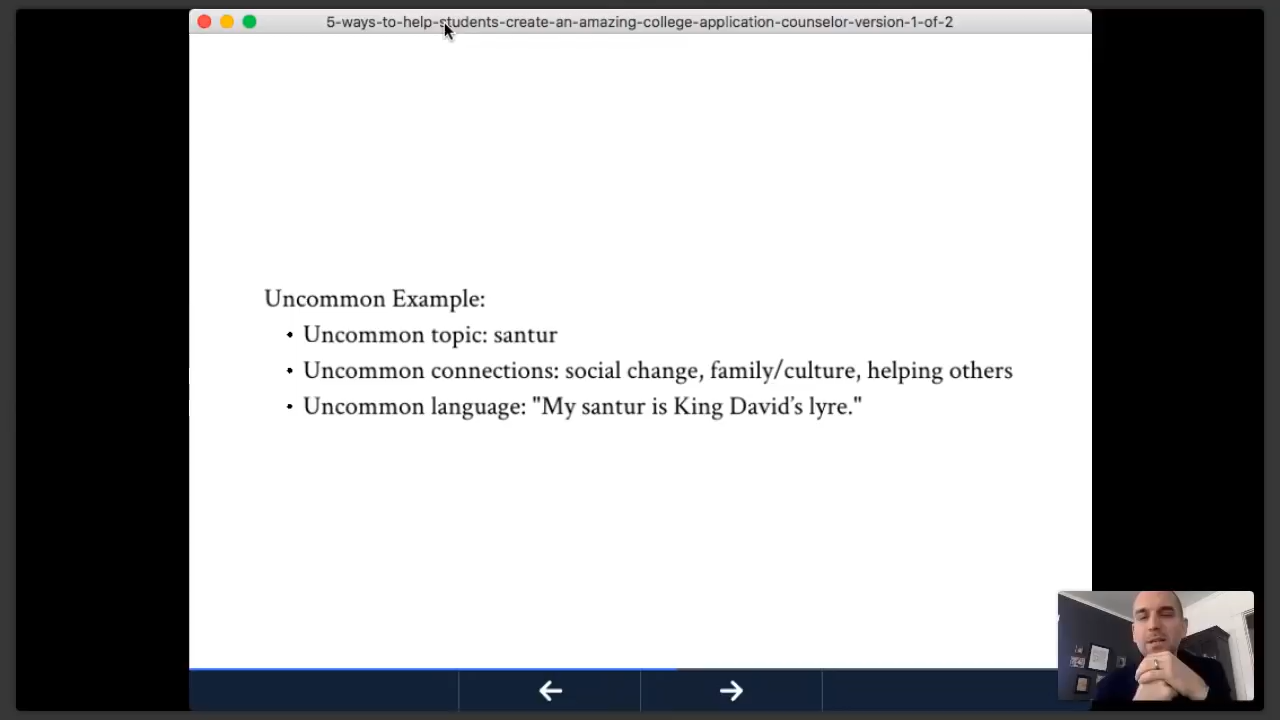 5-ways-to-help-students-create-an-amazing-college-application-counselor-version-1-of-2
Uncommon Example:
• Uncommon topic: santur
• Uncommon connections: social change, family/culture, helping others
• Uncommon language: "My santur is King David’s lyre."